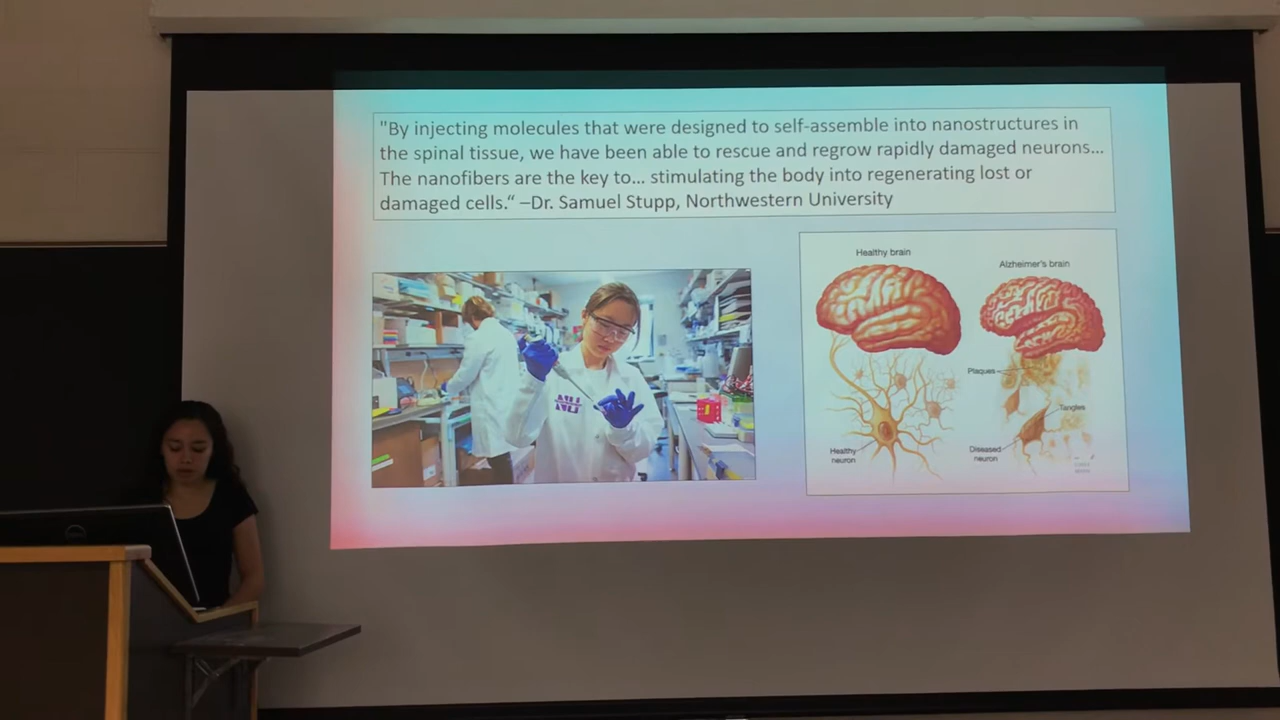 "By injecting molecules that were designed to self-assemble into nanostructures in
the spinal tissue, we have been able to rescue and regrow rapidly damaged neurons...
The nanofibers are the key to... stimulating the body into regenerating lost or
damaged cells.“ –Dr. Samuel Stupp, Northwestern University
Healthy brain
Alzheimer's brain
Plaques
Tangles
Healthy
neuron
Diseased
neuron
DELL